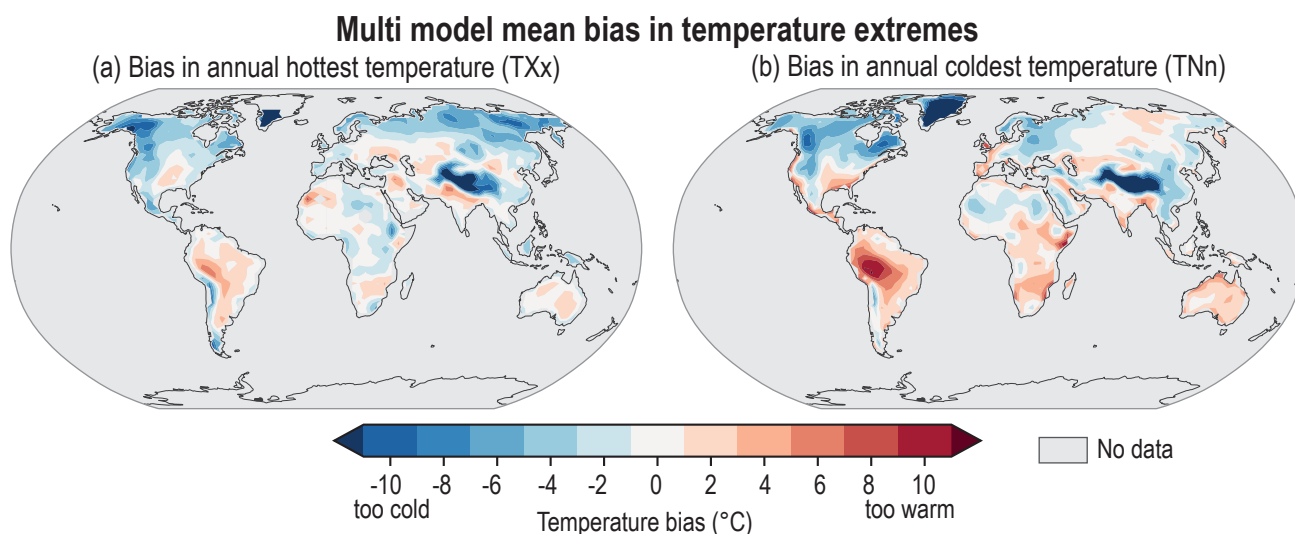 Multi model mean bias in temperature extremes
(a) Bias in annual hottest temperature (TXx)
(b) Bias in annual coldest temperature (TNn)
-10 -8 -6 -4 -2 0 2 4 6 8 10
too cold
too warm
Temperature bias (°C)
No data